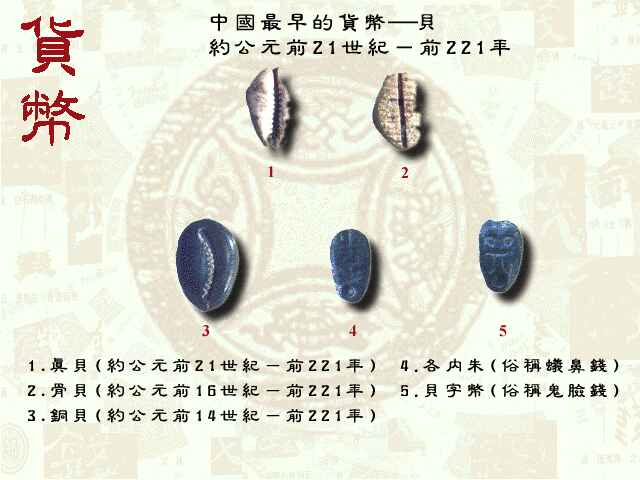 貨幣
中國最早的貨幣──貝
約公元前21世紀－前221年
1
2
3
4
5
1.眞貝(約公元前21世紀－前221年)
2.骨貝(約公元前16世紀－前221年)
3.銅貝(約公元前14世紀－前221年)
4.各内朱(俗稱蟻鼻錢)
5.貝字幣(俗稱鬼臉錢)